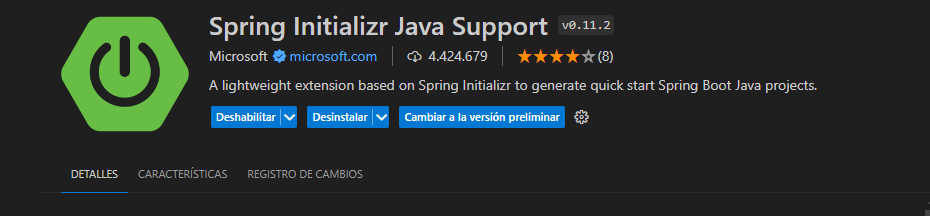 Spring Initializr Java Support v0.11.2
Microsoft microsoft.com 4.424.679 (8)
A lightweight extension based on Spring Initializr to generate quick start Spring Boot Java projects.
Deshabilitar Desinstalar Cambiar a la versión preliminar
DETALLES CARACTERÍSTICAS REGISTRO DE CAMBIOS